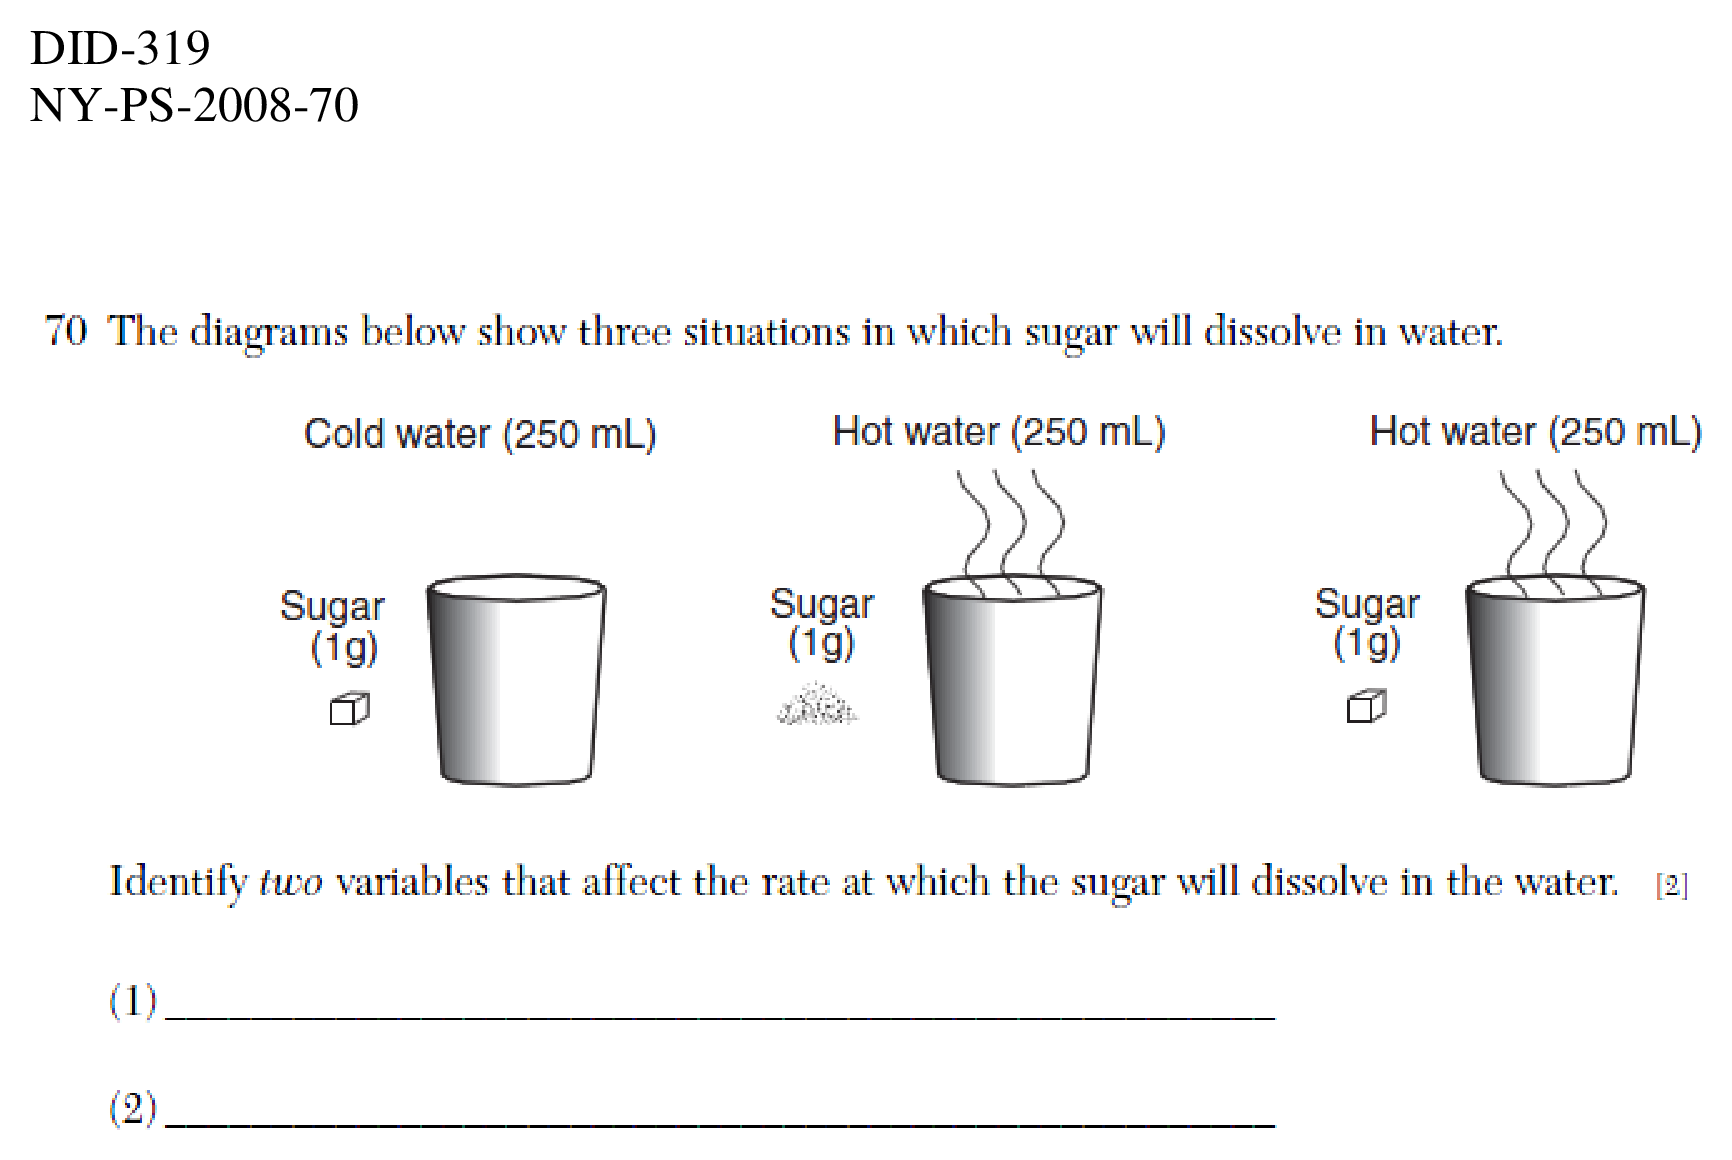 DID-319
NY-PS-2008-70
70 The diagrams below show three situations in which sugar will dissolve in water.
Cold water (250 mL)
Hot water (250 mL)
Hot water (250 mL)
Sugar
(1g)
Sugar
(1g)
Sugar
(1g)
Identify two variables that affect the rate at which the sugar will dissolve in the water. [2]
(1)
(2)